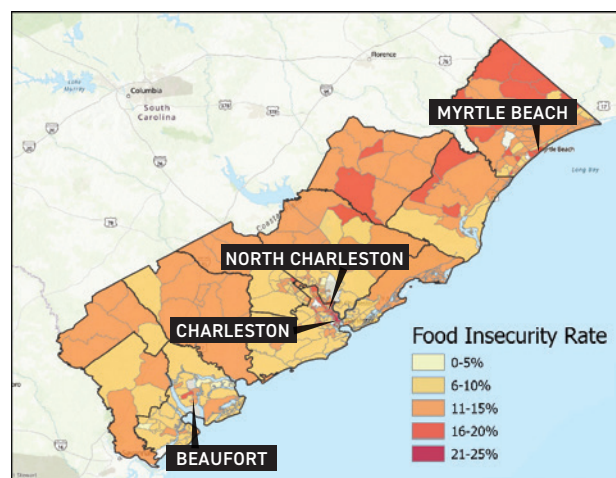 Florence
Columbia
South
Carolina
MYRTLE BEACH
Myrtle Beach
Long Bay
Coastal
NORTH CHARLESTON
CHARLESTON
BEAUFORT
Food Insecurity Rate
0-5%
6-10%
11-15%
16-20%
21-25%